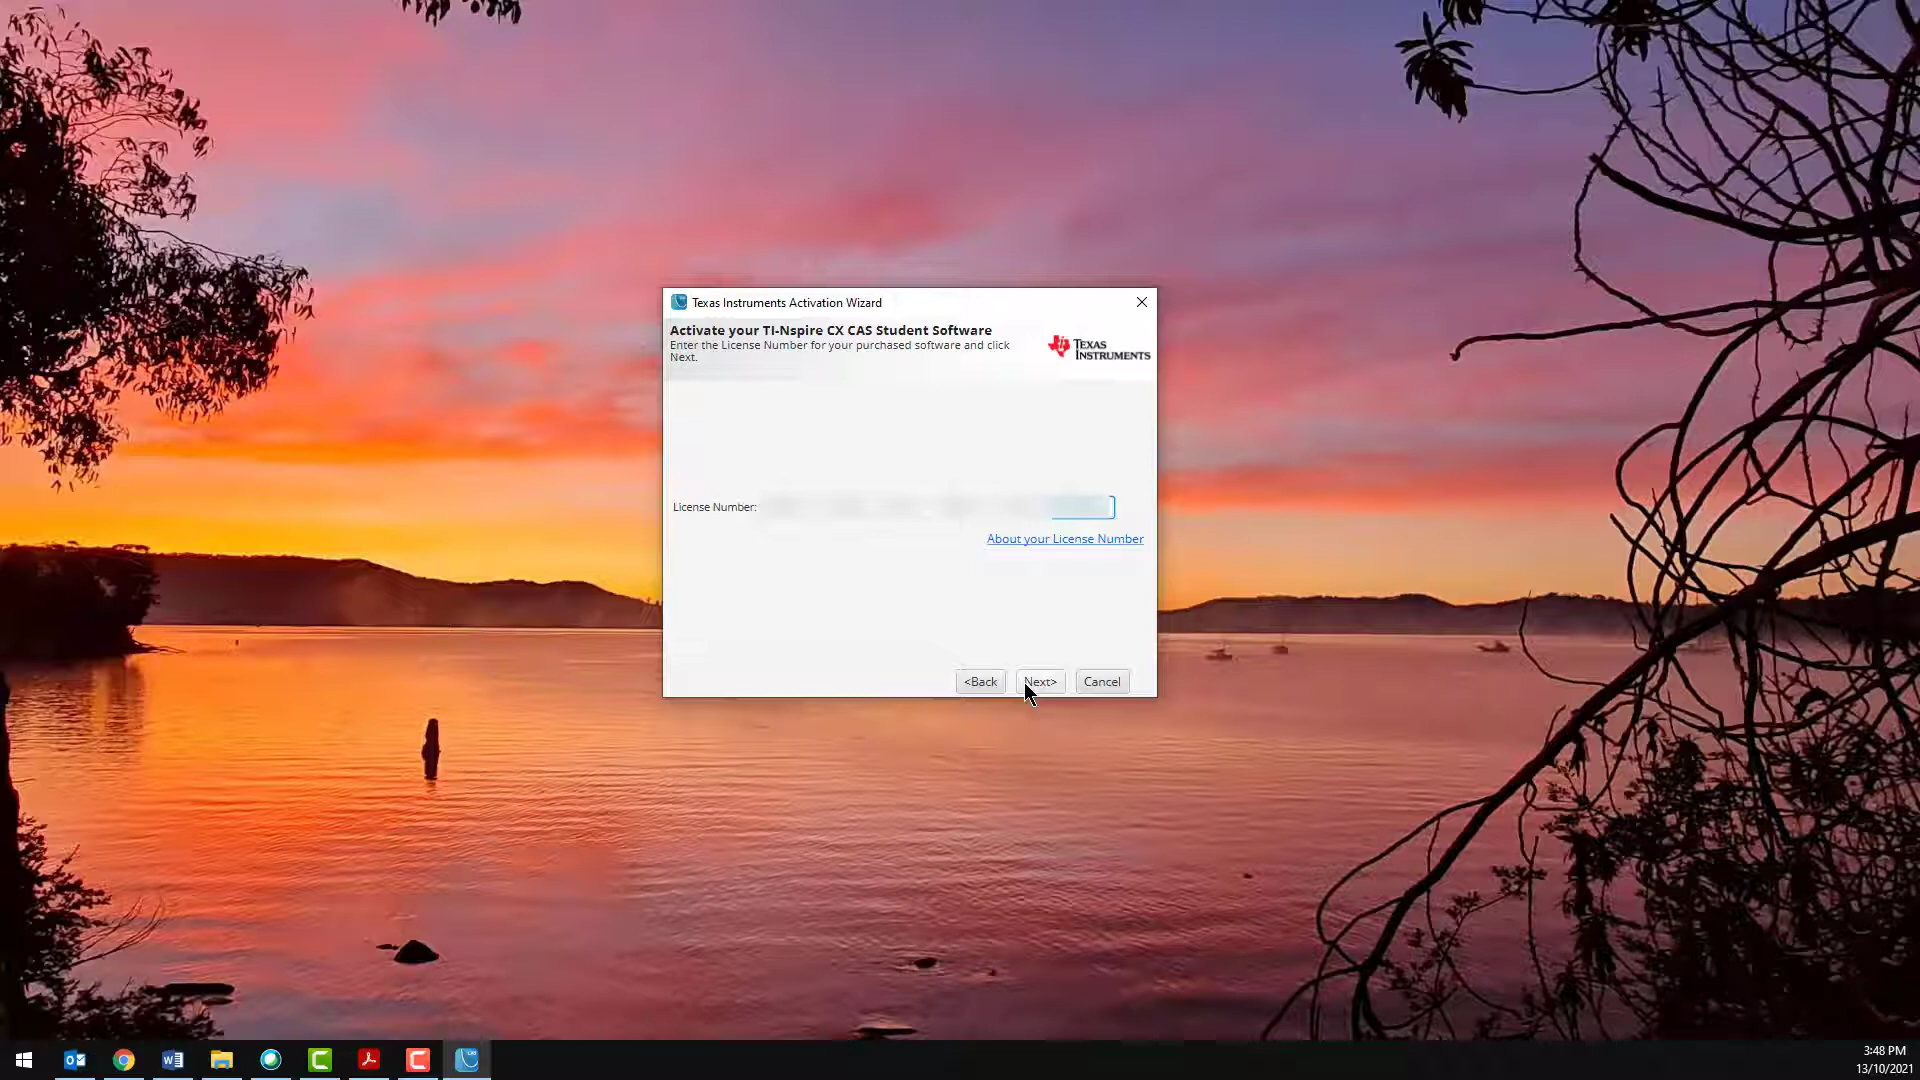 Texas Instruments Activation Wizard
Activate your TI-Nspire CX CAS Student Software
Enter the License Number for your purchased software and click
Next.
TEXAS
INSTRUMENTS
License Number:
About your License Number
<Back
Next>
Cancel
3:48 PM
13/10/2021